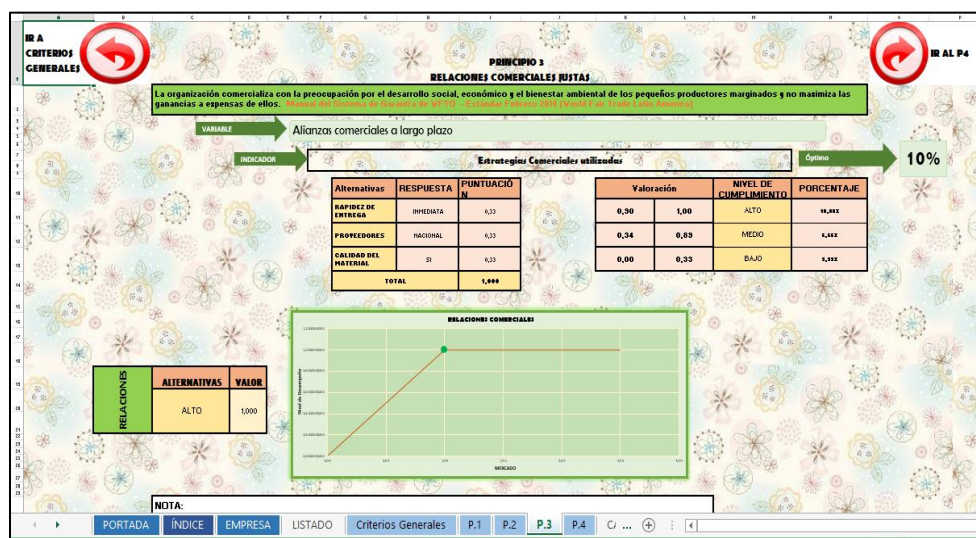 IR A
CRITERIOS
GENERALES
IR AL P4
PRINCIPIO 3
RELACIONES COMERCIALES JUSTAS
La organización comercializa con la preocupación por el desarrollo social, económico y el bienestar ambiental de los pequeños productores marginados y no maximiza las
ganancias a expensas de ellos. Manual del Sistema de Garantía de WFTO - Estándar Febrero 2014 (World Fair Trade Latin America)
VARIABLE
Alianzas comerciales a largo plazo
INDICADOR
Estrategias Comerciales utilizadas
Óptimo
10%
Alternativas RESPUESTA PUNTUACIÓ
N
RAPIDEZ DE
ENTREGA INMEDIATA 0,33
PROVEEDORES NACIONAL 0,33
CALIDAD DEL
MATERIAL SI 0,33
TOTAL 1,000
Valoración NIVEL DE
CUMPLIMIENTO PORCENTAJE
0,90 1,00 ALTO
0,34 0,89 MEDIO
0,00 0,33 BAJO
RELACIONES COMERCIALES
Nivel de Desempeño
MERCADO
RELACIONES
ALTERNATIVAS VALOR
ALTO 1,000
NOTA:
PORTADA ÍNDICE EMPRESA LISTADO Criterios Generales P.1 P.2 P.3 P.4 ...